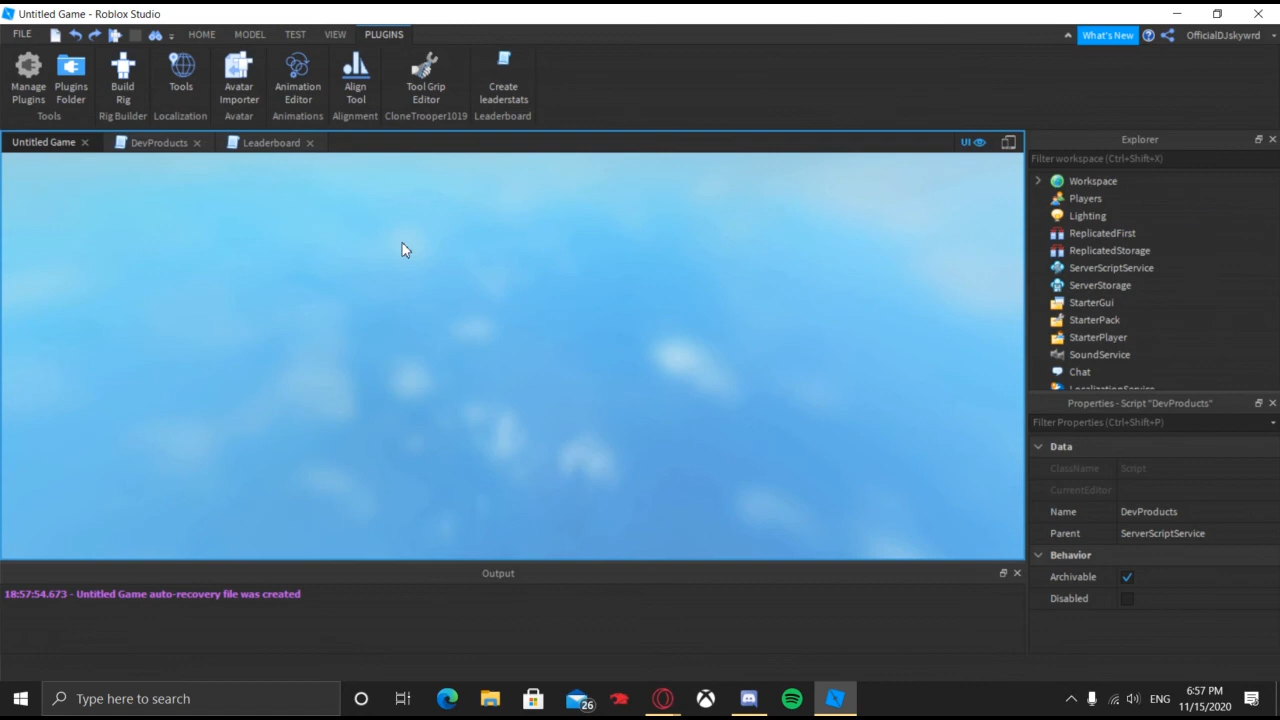 Untitled Game - Roblox Studio
FILE HOME MODEL TEST VIEW PLUGINS What's New OfficialDJskywrd
Manage Plugins
Plugins Folder
Build Rig
Tools
Avatar Importer
Animation Editor
Align Tool
Tool Grip Editor
Create leaderstats
Tools Rig Builder Localization Avatar Animations Alignment CloneTrooper1019 Leaderboard
Untitled Game DevProducts Leaderboard UI
Explorer
Filter workspace (Ctrl+Shift+X)
Workspace
Players
Lighting
ReplicatedFirst
ReplicatedStorage
ServerScriptService
ServerStorage
StarterGui
StarterPack
StarterPlayer
SoundService
Chat
LocalizationService
Properties - Script "DevProducts"
Filter Properties (Ctrl+Shift+P)
Data
ClassName Script
CurrentEditor
Name DevProducts
Parent ServerScriptService
Behavior
Archivable
Disabled
Output
18:57:54.673 - Untitled Game auto-recovery file was created
Type here to search
26
ENG
6:57 PM
11/15/2020